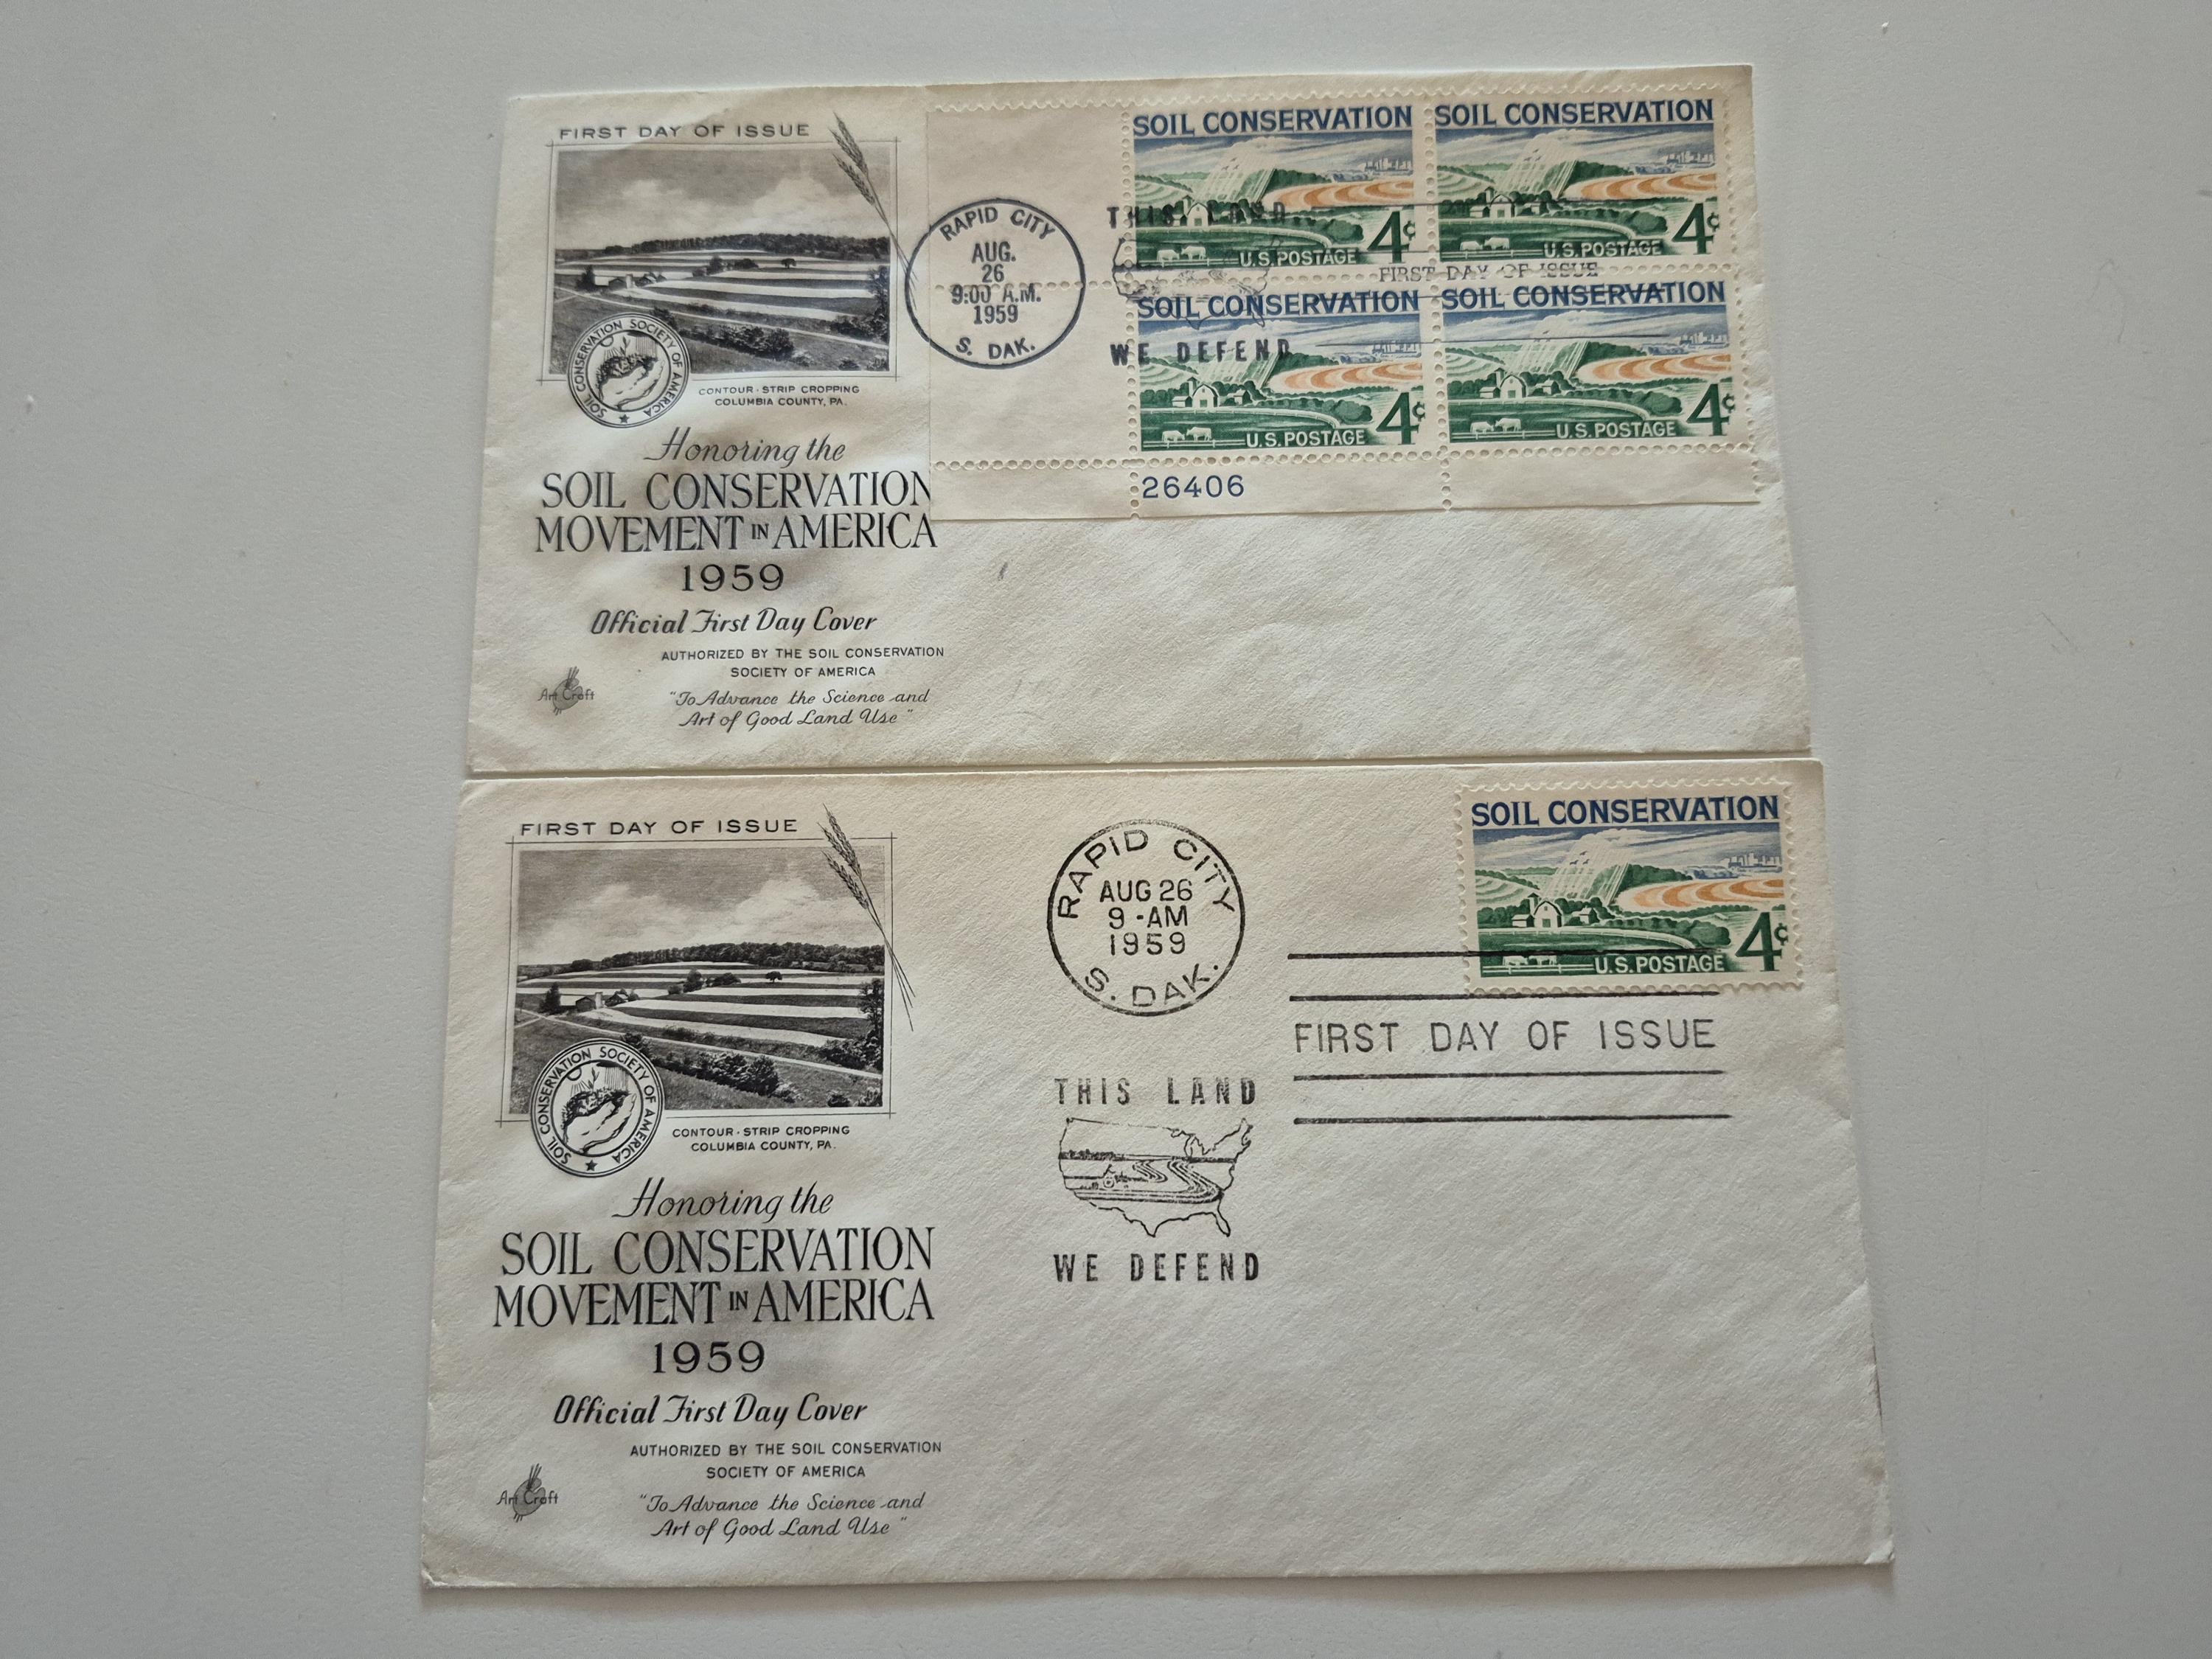 FIRST DAY OF ISSUE
SOIL CONSERVATION SOCIETY OF AMERICA
CONTOUR-STRIP CROPPING
COLUMBIA COUNTY, PA.
Honoring the
SOIL CONSERVATION
MOVEMENT IN AMERICA
1959
Official First Day Cover
AUTHORIZED BY THE SOIL CONSERVATION
SOCIETY OF AMERICA
"To Advance the Science and
Art of Good Land Use"
Art Craft
RAPID CITY
AUG.
26
9:00 A.M.
1959
S. DAK.
THIS LAND
WE DEFEND
FIRST DAY OF ISSUE
SOIL CONSERVATION
4¢
U.S. POSTAGE
SOIL CONSERVATION
4¢
U.S. POSTAGE
SOIL CONSERVATION
4¢
U.S. POSTAGE
SOIL CONSERVATION
4¢
U.S. POSTAGE
26406
FIRST DAY OF ISSUE
SOIL CONSERVATION SOCIETY OF AMERICA
CONTOUR-STRIP CROPPING
COLUMBIA COUNTY, PA.
Honoring the
SOIL CONSERVATION
MOVEMENT IN AMERICA
1959
Official First Day Cover
AUTHORIZED BY THE SOIL CONSERVATION
SOCIETY OF AMERICA
"To Advance the Science and
Art of Good Land Use"
Art Craft
RAPID CITY
AUG 26
9-AM
1959
S. DAK.
THIS LAND
WE DEFEND
FIRST DAY OF ISSUE
SOIL CONSERVATION
4¢
U.S. POSTAGE